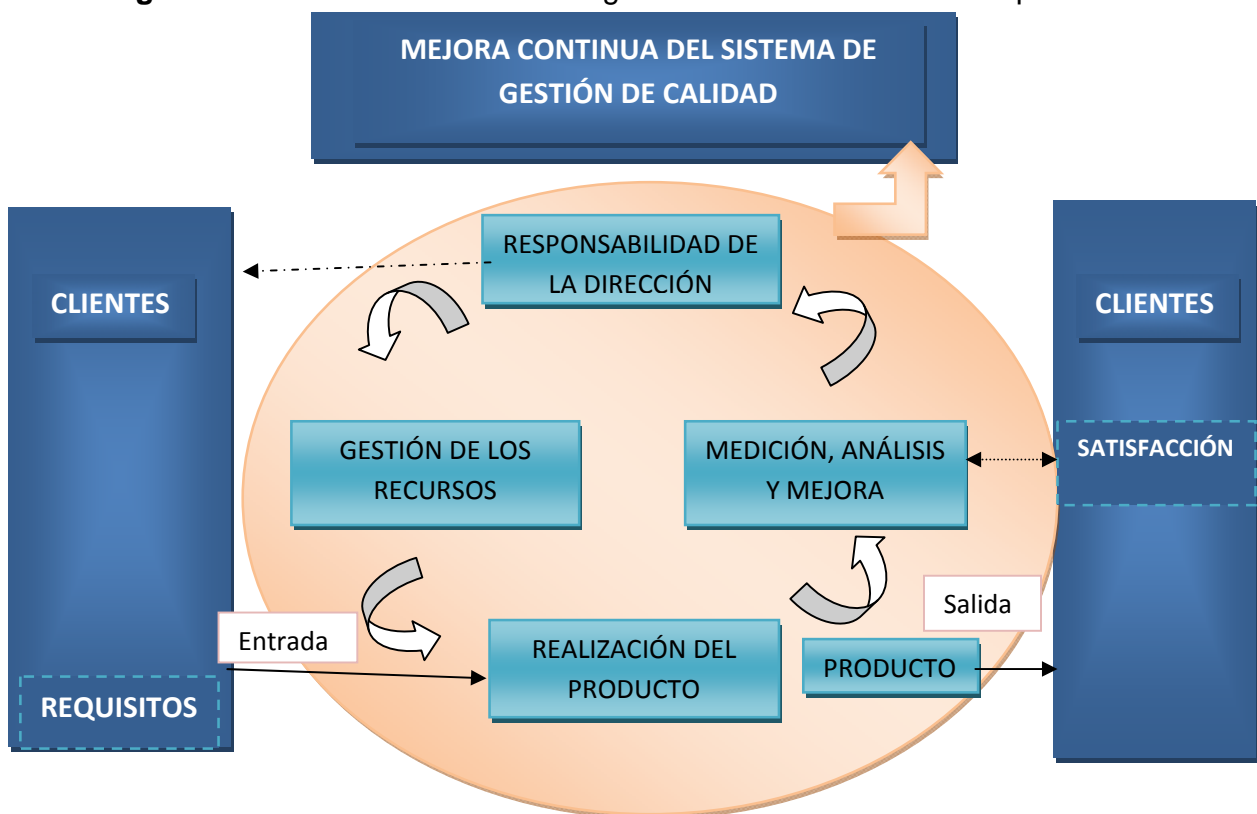 MEJORA CONTINUA DEL SISTEMA DE
GESTIÓN DE CALIDAD
RESPONSABILIDAD DE
LA DIRECCIÓN
CLIENTES
CLIENTES
GESTIÓN DE LOS
RECURSOS
MEDICIÓN, ANÁLISIS
Y MEJORA
SATISFACCIÓN
Entrada
Salida
REALIZACIÓN DEL
PRODUCTO
PRODUCTO
REQUISITOS